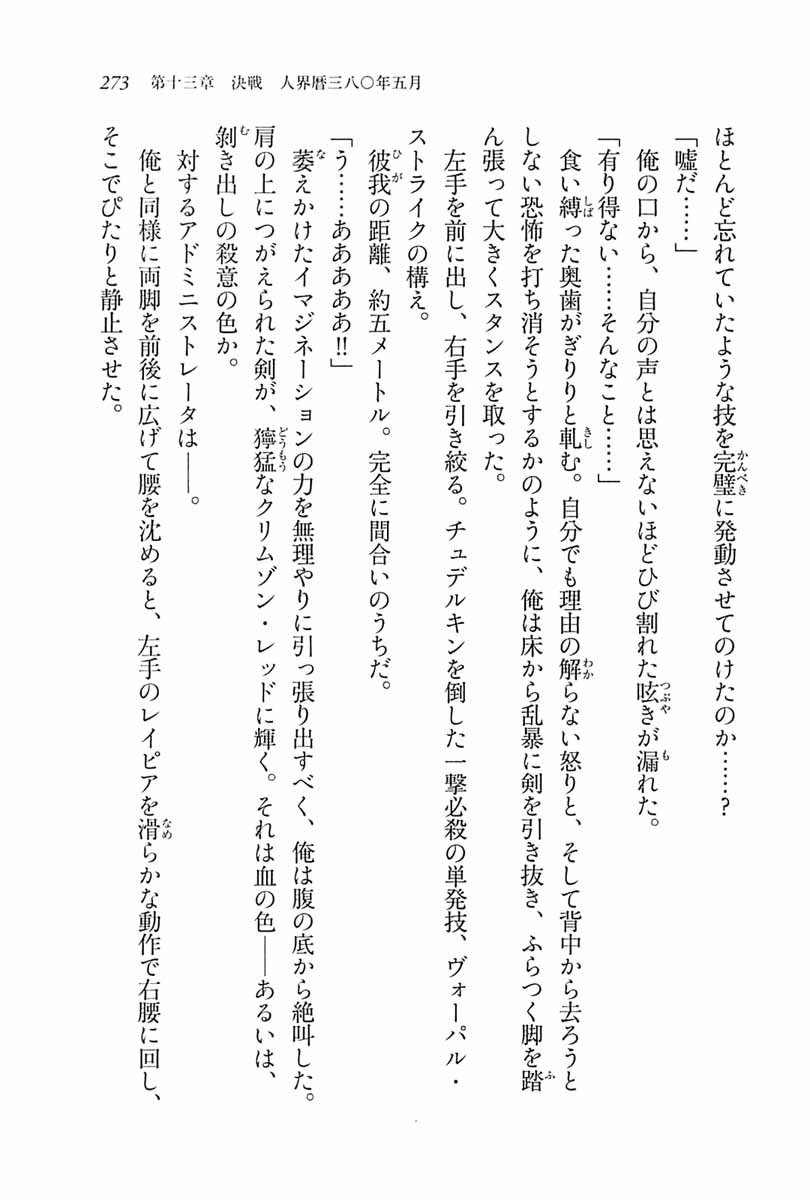 273 第十三章 決戦 人界暦三八〇年五月
ほとんど忘れていたような技を完璧に発動させてのけたのか……？
「嘘だ……」
俺の口から、自分の声とは思えないほどひび割れた呟きが漏れた。
「有り得ない……そんなこと……」
食い縛った奥歯がぎりりと軋む。自分でも理由の解らない怒りと、そして背中から去ろうと
しない恐怖を打ち消そうとするかのように、俺は床から乱暴に剣を引き抜き、ふらつく脚を踏
ん張って大きくスタンスを取った。
左手を前に出し、右手を引き絞る。チュデルキンを倒した一撃必殺の単発技、ヴォーパル・
ストライクの構え。
彼我の距離、約五メートル。完全に間合いのうちだ。
「う……あああああ!!」
萎えかけたイマジネーションの力を無理やりに引っ張り出すべく、俺は腹の底から絶叫した。
肩の上につがえられた剣が、獰猛なクリムゾン・レッドに輝く。それは血の色――あるいは、
剝き出しの殺意の色か。
対するアドミニストレータは――。
俺と同様に両脚を前後に広げて腰を沈めると、左手のレイピアを滑らかな動作で右腰に回し、
そこでぴたりと静止させた。